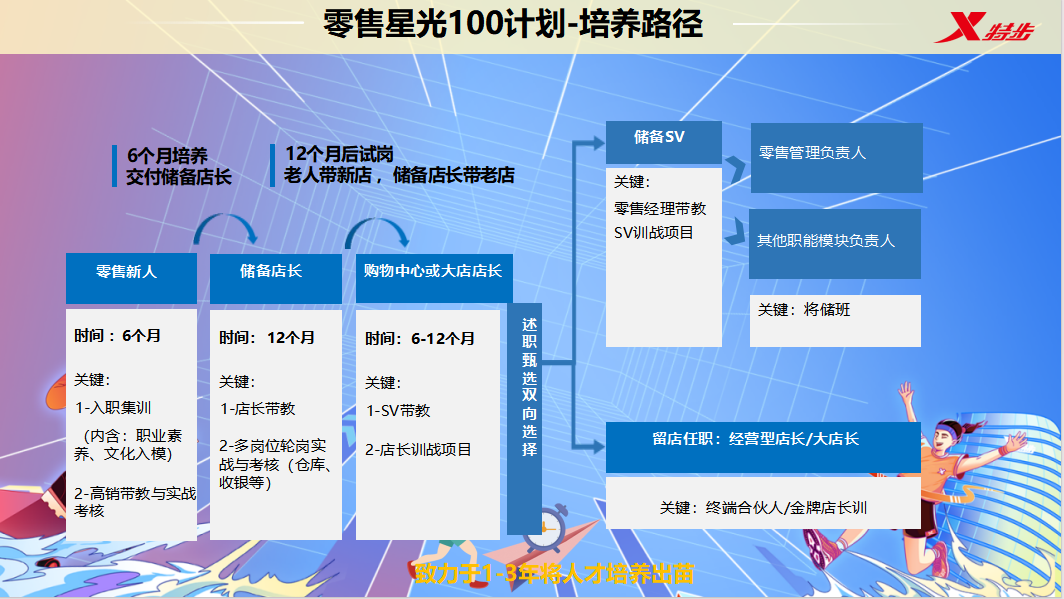 零售星光100计划-培养路径
特步
6个月培养
交付储备店长
12个月后试岗
老人带新店，储备店长带老店
零售新人
时间：6个月
关键：
1-入职集训
（内含：职业素
养、文化入模）
2-高销带教与实战
考核
储备店长
时间：12个月
关键：
1-店长带教
2-多岗位轮岗实
战与考核（仓库、
收银等）
购物中心或大店店长
时间：6-12个月
关键：
1-SV带教
2-店长训战项目
述职甄选双向选择
储备SV
关键：
零售经理带教
SV训战项目
零售管理负责人
其他职能模块负责人
关键：将储班
留店任职：经营型店长/大店长
关键：终端合伙人/金牌店长训
致力于1-3年将人才培养出苗